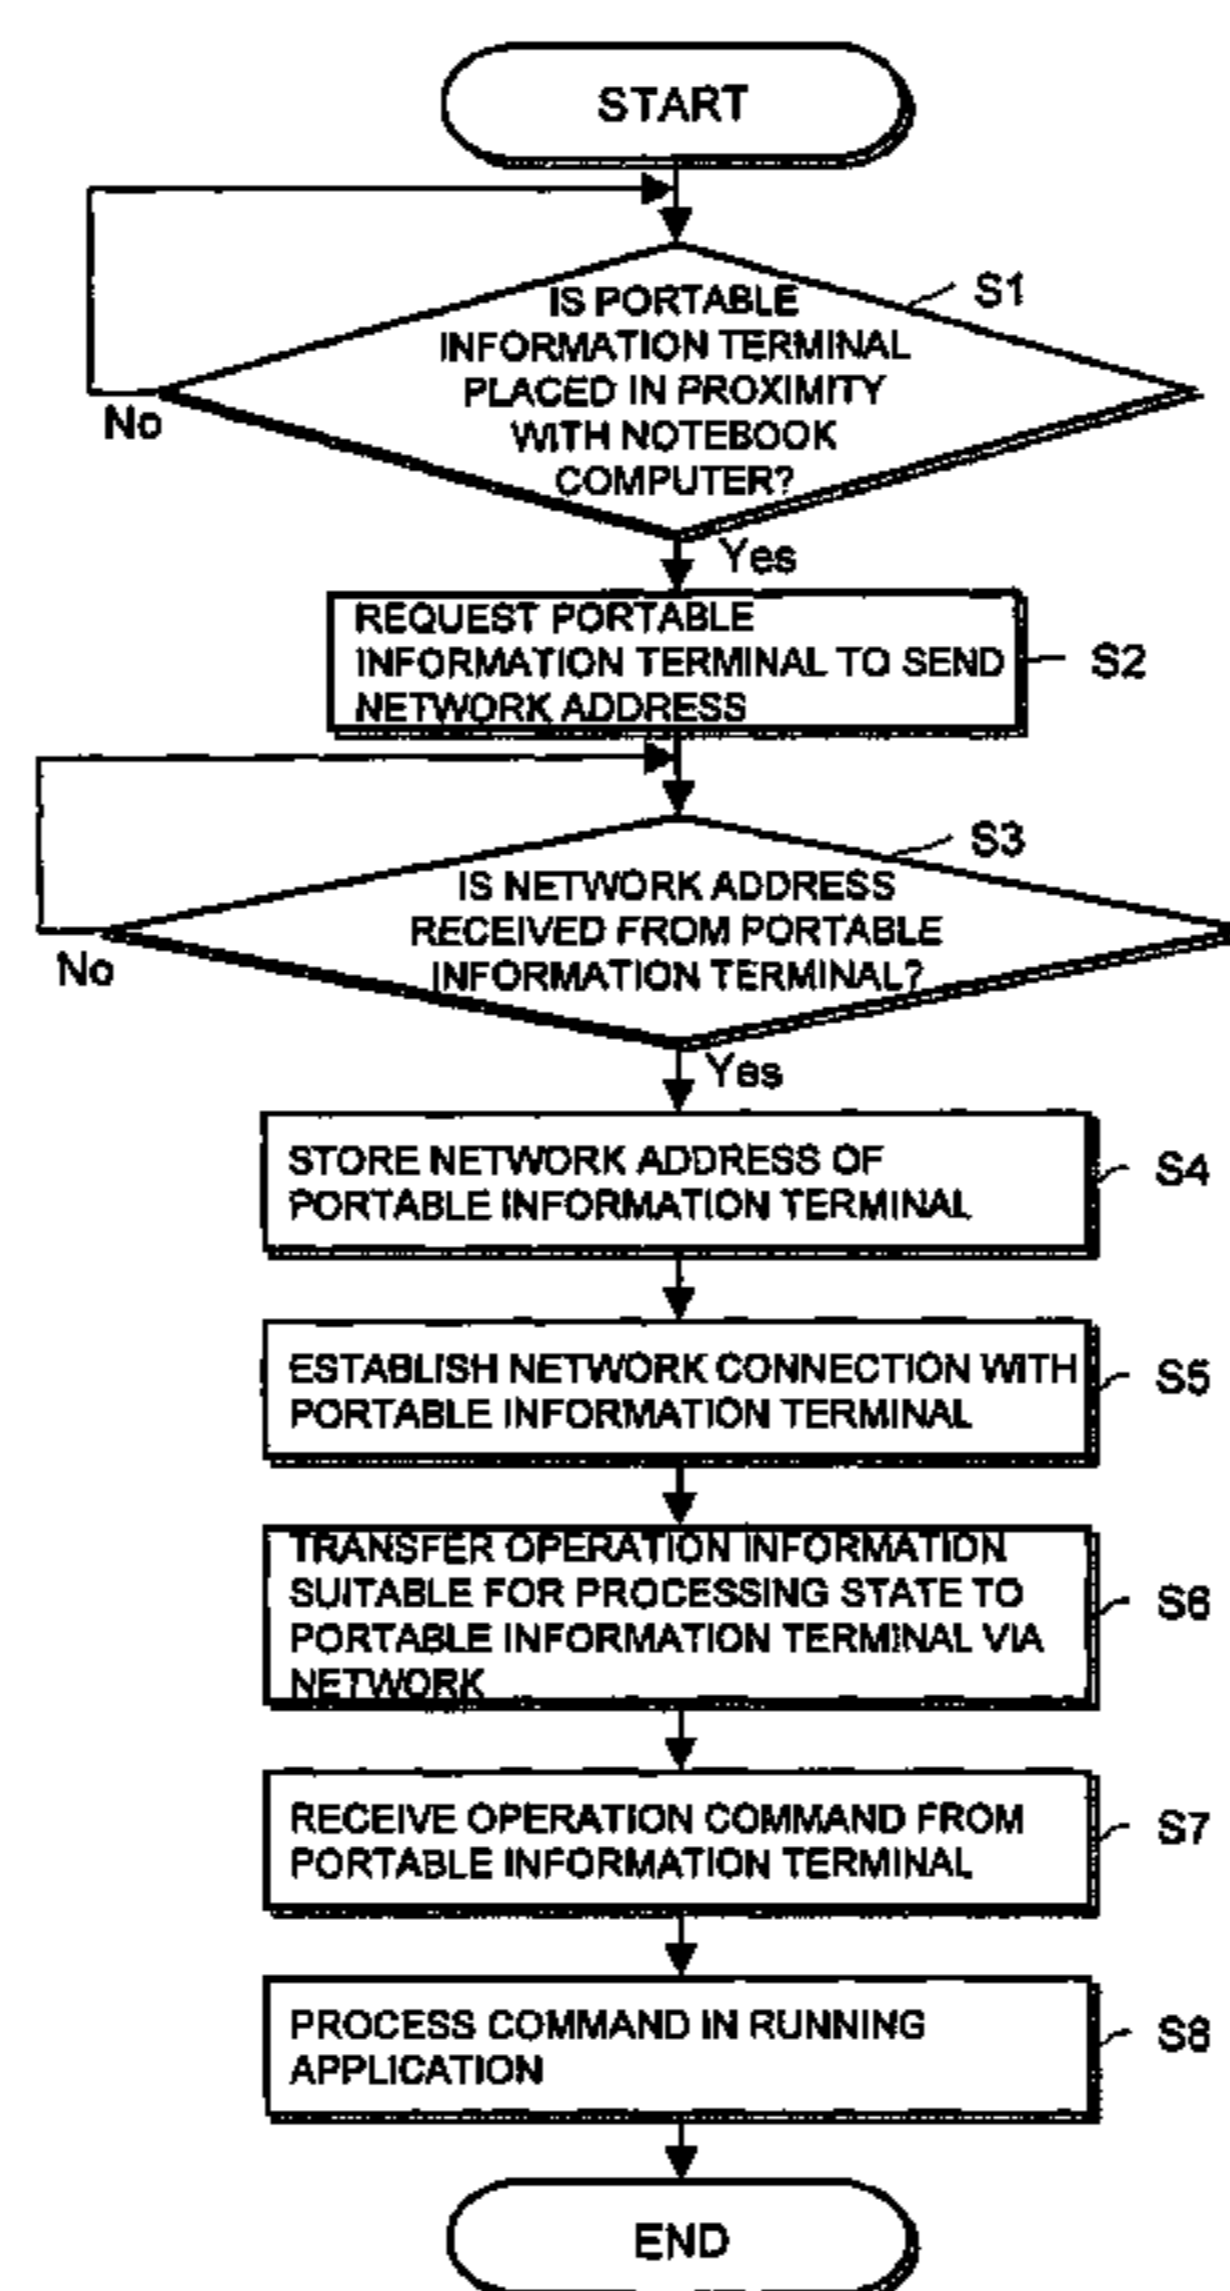 START
S1
IS PORTABLE
INFORMATION TERMINAL
PLACED IN PROXIMITY
WITH NOTEBOOK
COMPUTER?
No
Yes
REQUEST PORTABLE
INFORMATION TERMINAL TO SEND
NETWORK ADDRESS
S2
S3
IS NETWORK ADDRESS
RECEIVED FROM PORTABLE
INFORMATION TERMINAL?
No
Yes
STORE NETWORK ADDRESS OF
PORTABLE INFORMATION TERMINAL
S4
ESTABLISH NETWORK CONNECTION WITH
PORTABLE INFORMATION TERMINAL
S5
TRANSFER OPERATION INFORMATION
SUITABLE FOR PROCESSING STATE TO
PORTABLE INFORMATION TERMINAL VIA
NETWORK
S6
RECEIVE OPERATION COMMAND FROM
PORTABLE INFORMATION TERMINAL
S7
PROCESS COMMAND IN RUNNING
APPLICATION
S8
END